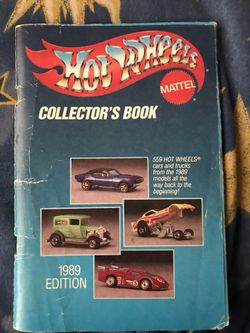 HOT WHEELS
MATTEL
COLLECTOR'S BOOK
559 HOT WHEELS®
cars and trucks
from the 1989
models all the
way back to the
beginning!
1989
EDITION